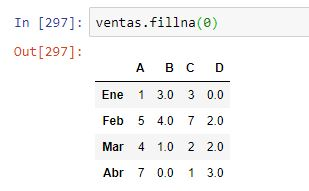 In [297]: ventas.fillna(0)
Out[297]:
A B C D
Ene 1 3.0 3 0.0
Feb 5 4.0 7 2.0
Mar 4 1.0 2 2.0
Abr 7 0.0 1 3.0